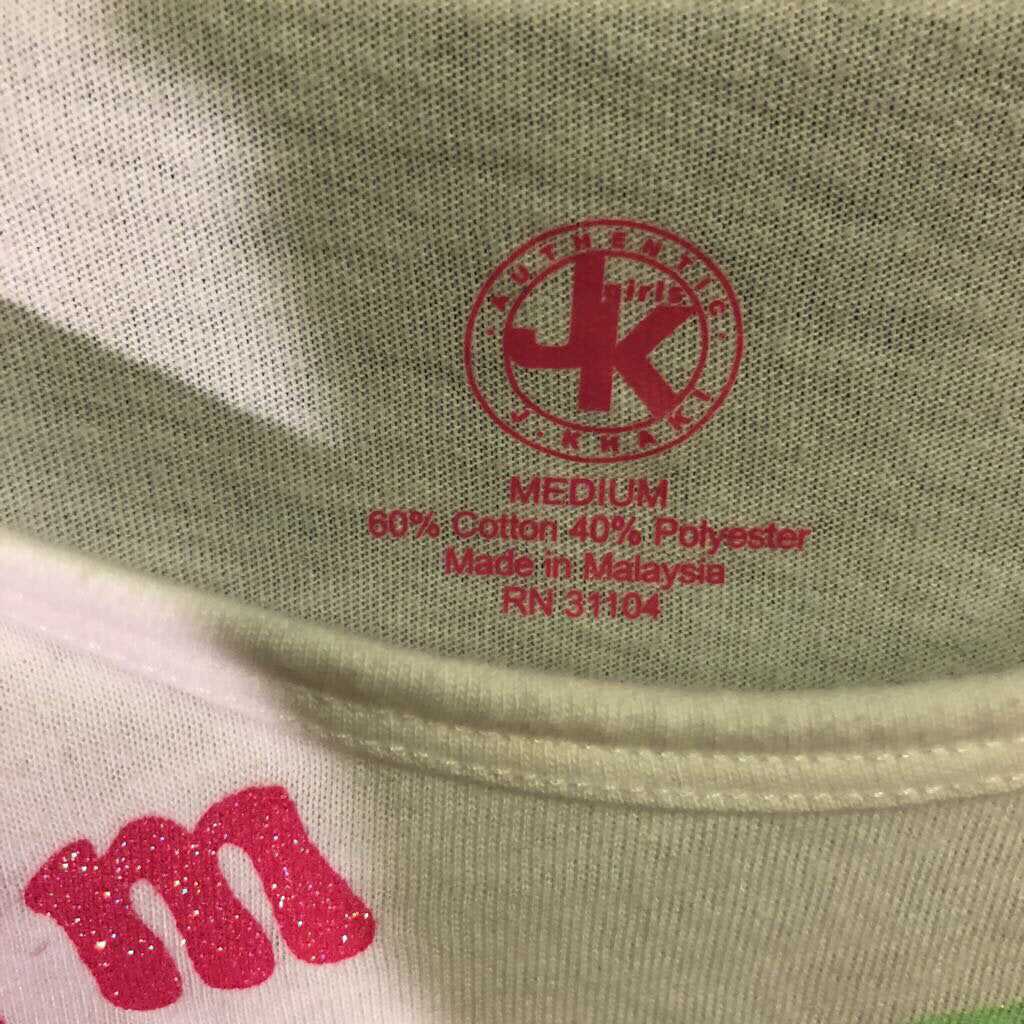 AUTHENTIC
JK
girls
J. KHAKI
MEDIUM
60% Cotton 40% Polyester
Made in Malaysia
RN 31104
m